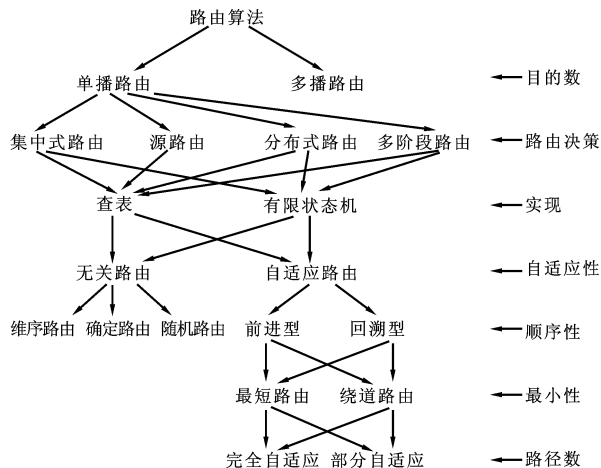 路由算法
单播路由 多播路由 目的数
集中式路由 源路由 分布式路由 多阶段路由 路由决策
查表 有限状态机 实现
无关路由 自适应路由 自适应性
维序路由 确定路由 随机路由 前进型 回溯型 顺序性
最短路由 绕道路由 最小性
完全自适应 部分自适应 路径数